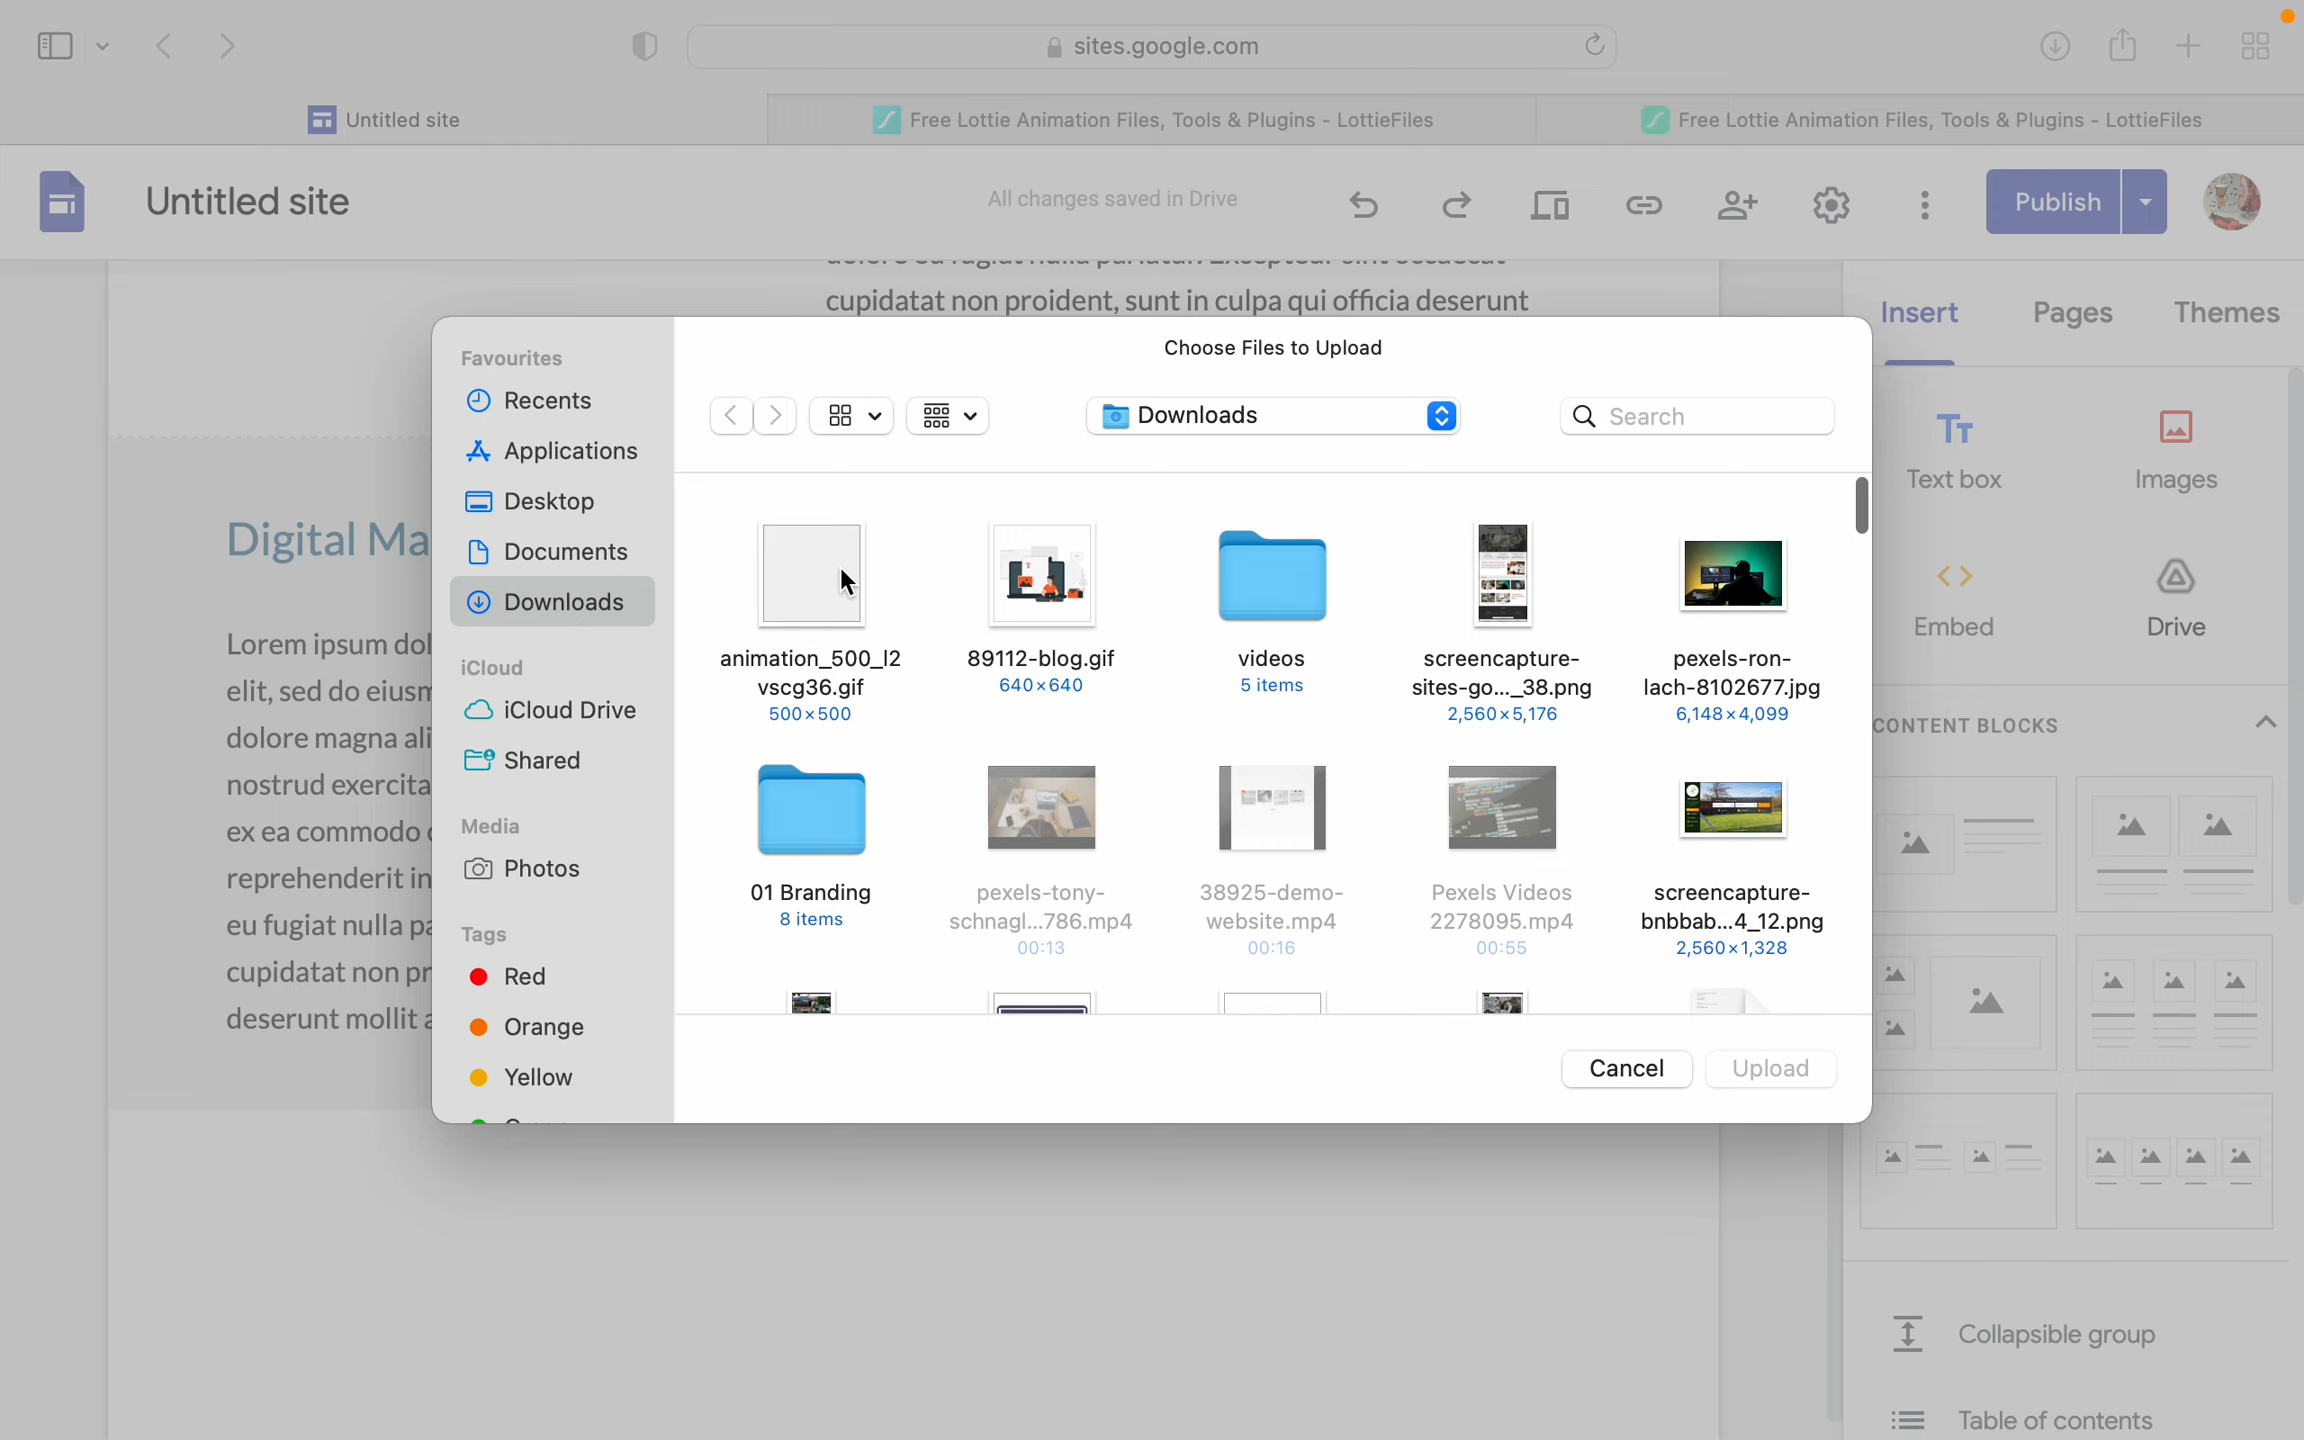 sites.google.com
Untitled site
Free Lottie Animation Files, Tools & Plugins - LottieFiles
Free Lottie Animation Files, Tools & Plugins - LottieFiles
Untitled site
All changes saved in Drive
Publish
cupidatat non proident, sunt in culpa qui officia deserunt
Insert
Pages
Themes
Text box
Images
Embed
Drive
CONTENT BLOCKS
Collapsible group
Table of contents
Digital Ma
Lorem ipsum dol
elit, sed do eiusm
dolore magna ali
nostrud exercita
ex ea commodo
reprehenderit in
eu fugiat nulla pa
cupidatat non pr
deserunt mollit a
Favourites
Recents
Applications
Desktop
Documents
Downloads
iCloud
iCloud Drive
Shared
Media
Photos
Tags
Red
Orange
Yellow
Choose Files to Upload
Downloads
Search
animation_500_l2
vscg36.gif
500×500
89112-blog.gif
640×640
videos
5 items
screencapture-
sites-go..._38.png
2,560×5,176
pexels-ron-
lach-8102677.jpg
6,148×4,099
01 Branding
8 items
pexels-tony-
schnagl...786.mp4
00:13
38925-demo-
website.mp4
00:16
Pexels Videos
2278095.mp4
00:55
screencapture-
bnbbab...4_12.png
2,560×1,328
Cancel
Upload